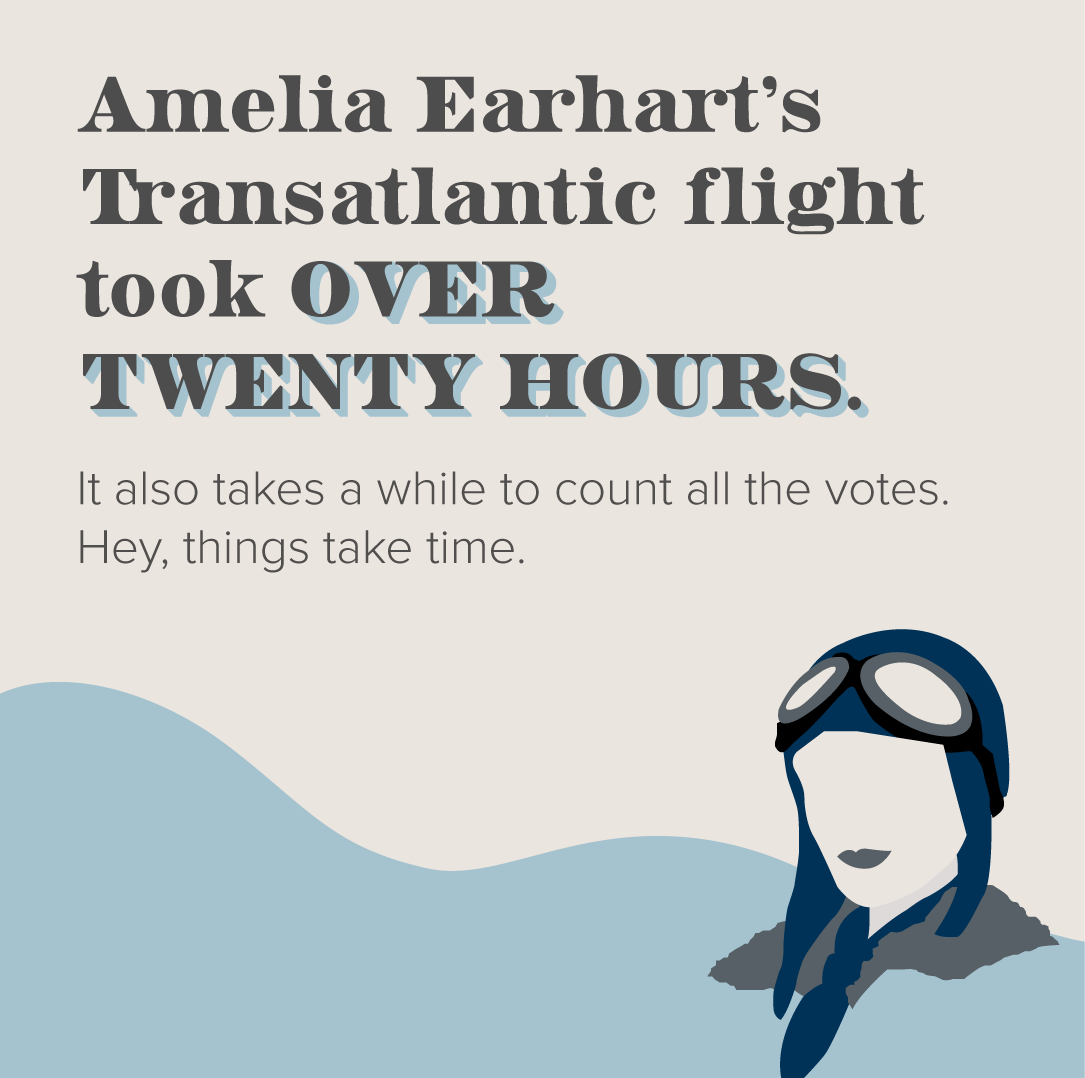 Amelia Earhart’s
Transatlantic flight
took OVER
TWENTY HOURS.
It also takes a while to count all the votes.
Hey, things take time.